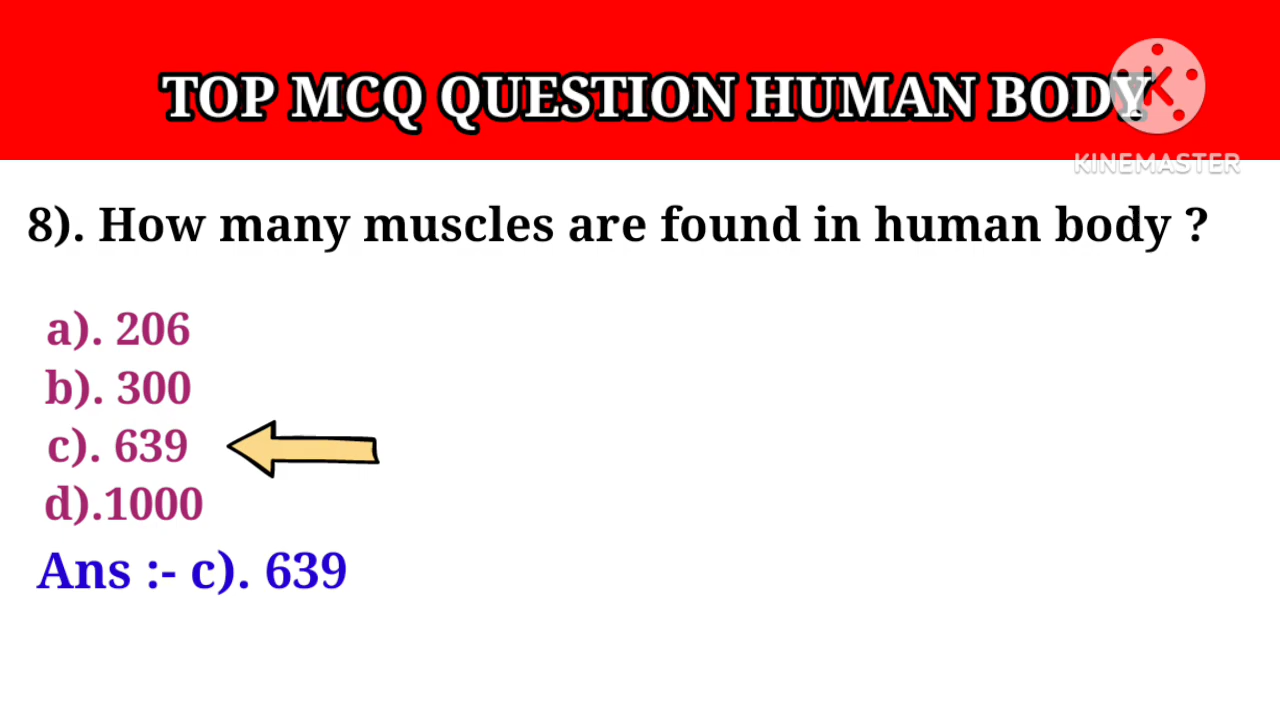 TOP MCQ QUESTION HUMAN BODY
KINEMASTER
8). How many muscles are found in human body ?
a). 206
b). 300
c). 639
d).1000
Ans :- c). 639